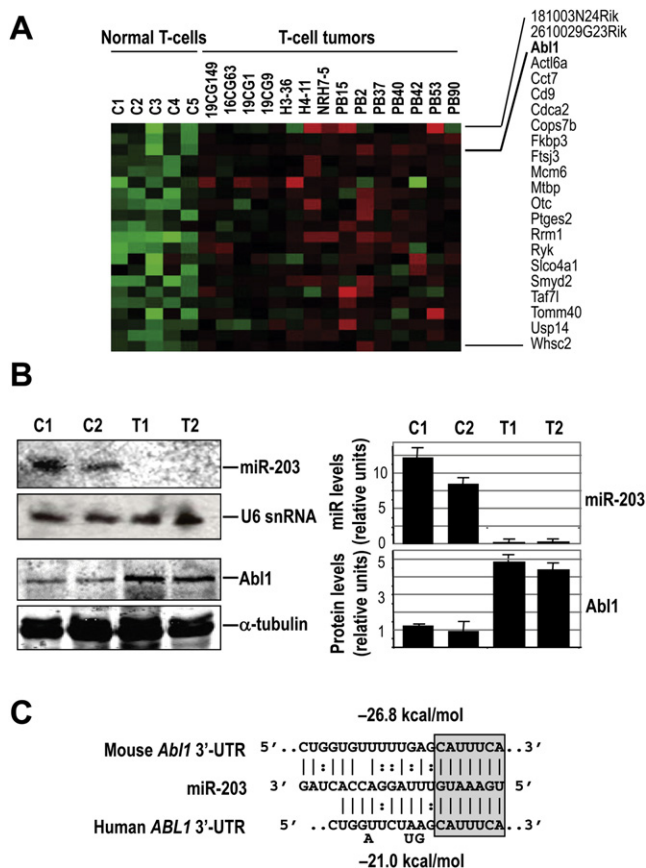 A
Normal T-cells
T-cell tumors
C1
C2
C3
C4
C5
19CG149
16CG63
19CG1
19CG9
H3-36
H4-11
NRH7-5
PB15
PB2
PB37
PB40
PB42
PB53
PB90
181003N24Rik
2610029G23Rik
Abl1
Actl6a
Cct7
Cd9
Cdca2
Cops7b
Fkbp3
Ftsj3
Mcm6
Mtbp
Otc
Ptges2
Rrm1
Ryk
Slco4a1
Smyd2
Taf7l
Tomm40
Usp14
Whsc2
B
C1 C2 T1 T2
miR-203
U6 snRNA
Abl1
α-tubulin
C1 C2 T1 T2
miR levels
(relative units)
10
5
0
miR-203
Protein levels
(relative units)
5
3
1
Abl1
C
–26.8 kcal/mol
Mouse Abl1 3'-UTR 5'..CUGGUGUUUUUGAGCAUUUCA..3'
miR-203 3' GAUCACCAGGAUUUGUAAAGU 5'
Human ABL1 3'-UTR 5'..CUGGUUCUAAGCAUUUCA..3'
A UG
–21.0 kcal/mol